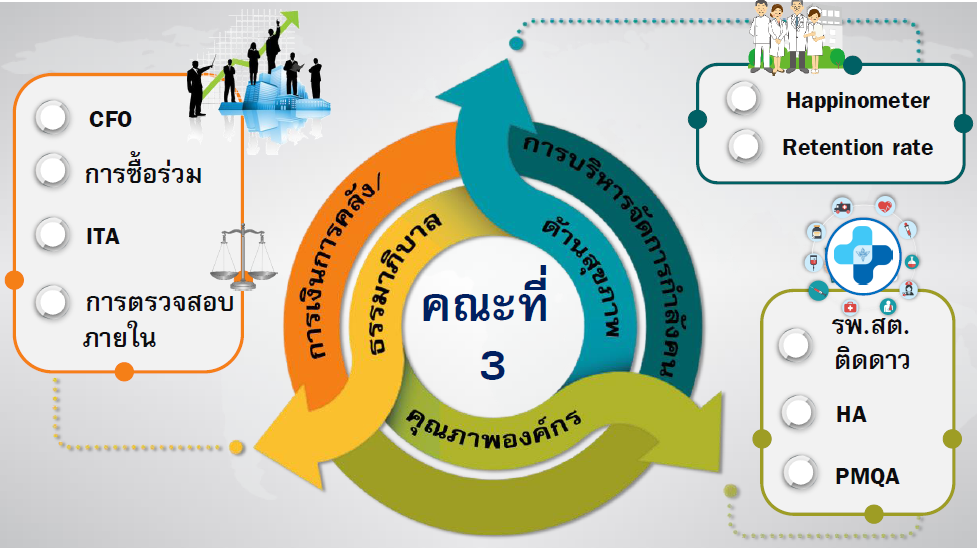 CFO
การซื้อร่วม
ITA
การตรวจสอบ
ภายใน
การเงินการคลัง/
ธรรมาภิบาล
คณะที่
3
การบริหารจัดการกำลังคน
ด้านสุขภาพ
คุณภาพองค์กร
Happinometer
Retention rate
รพ.สต.
ติดดาว
HA
PMQA